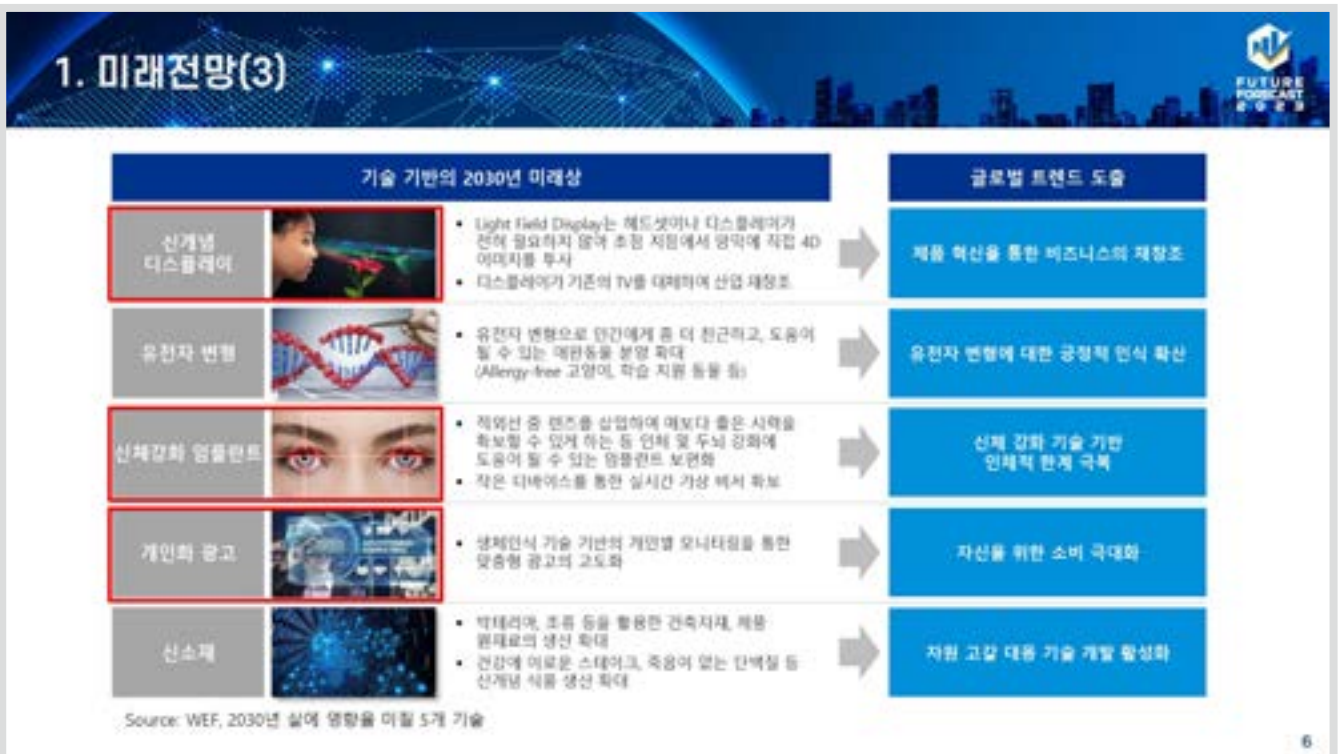 1. 미래전망(3)
FUTURE
FORECAST
2023
기술 기반의 2030년 미래상
글로벌 트렌드 도출
신개념
디스플레이
• Light Field Display는 헤드셋이나 디스플레이가
전혀 필요하지 않아 초점 지점에서 망막에 직접 4D
이미지를 투사
• 디스플레이가 기존의 TV를 대체하여 산업 재창조
제품 혁신을 통한 비즈니스의 재창조
유전자 변형
• 유전자 변형으로 인간에게 좀 더 친근하고, 도움이
될 수 있는 애완동물 분양 확대
(Allergy-free 고양이, 학습 지원 동물 등)
유전자 변형에 대한 긍정적 인식 확산
신체강화 임플란트
• 적외선 줌 렌즈를 삽입하여 매보다 좋은 시력을
확보할 수 있게 하는 등 인체 및 두뇌 강화에
도움이 될 수 있는 임플란트 보편화
• 작은 디바이스를 통한 실시간 가상 비서 확보
신체 강화 기술 기반
인체적 한계 극복
개인화 광고
• 생체인식 기술 기반의 개인별 모니터링을 통한
맞춤형 광고의 고도화
자신을 위한 소비 극대화
신소재
• 박테리아, 조류 등을 활용한 건축자재, 제품
원재료의 생산 확대
• 건강에 이로운 스테이크, 죽음이 없는 단백질 등
신개념 식품 생산 확대
자원 고갈 대응 기술 개발 활성화
Source: WEF, 2030년 삶에 영향을 미칠 5개 기술
6